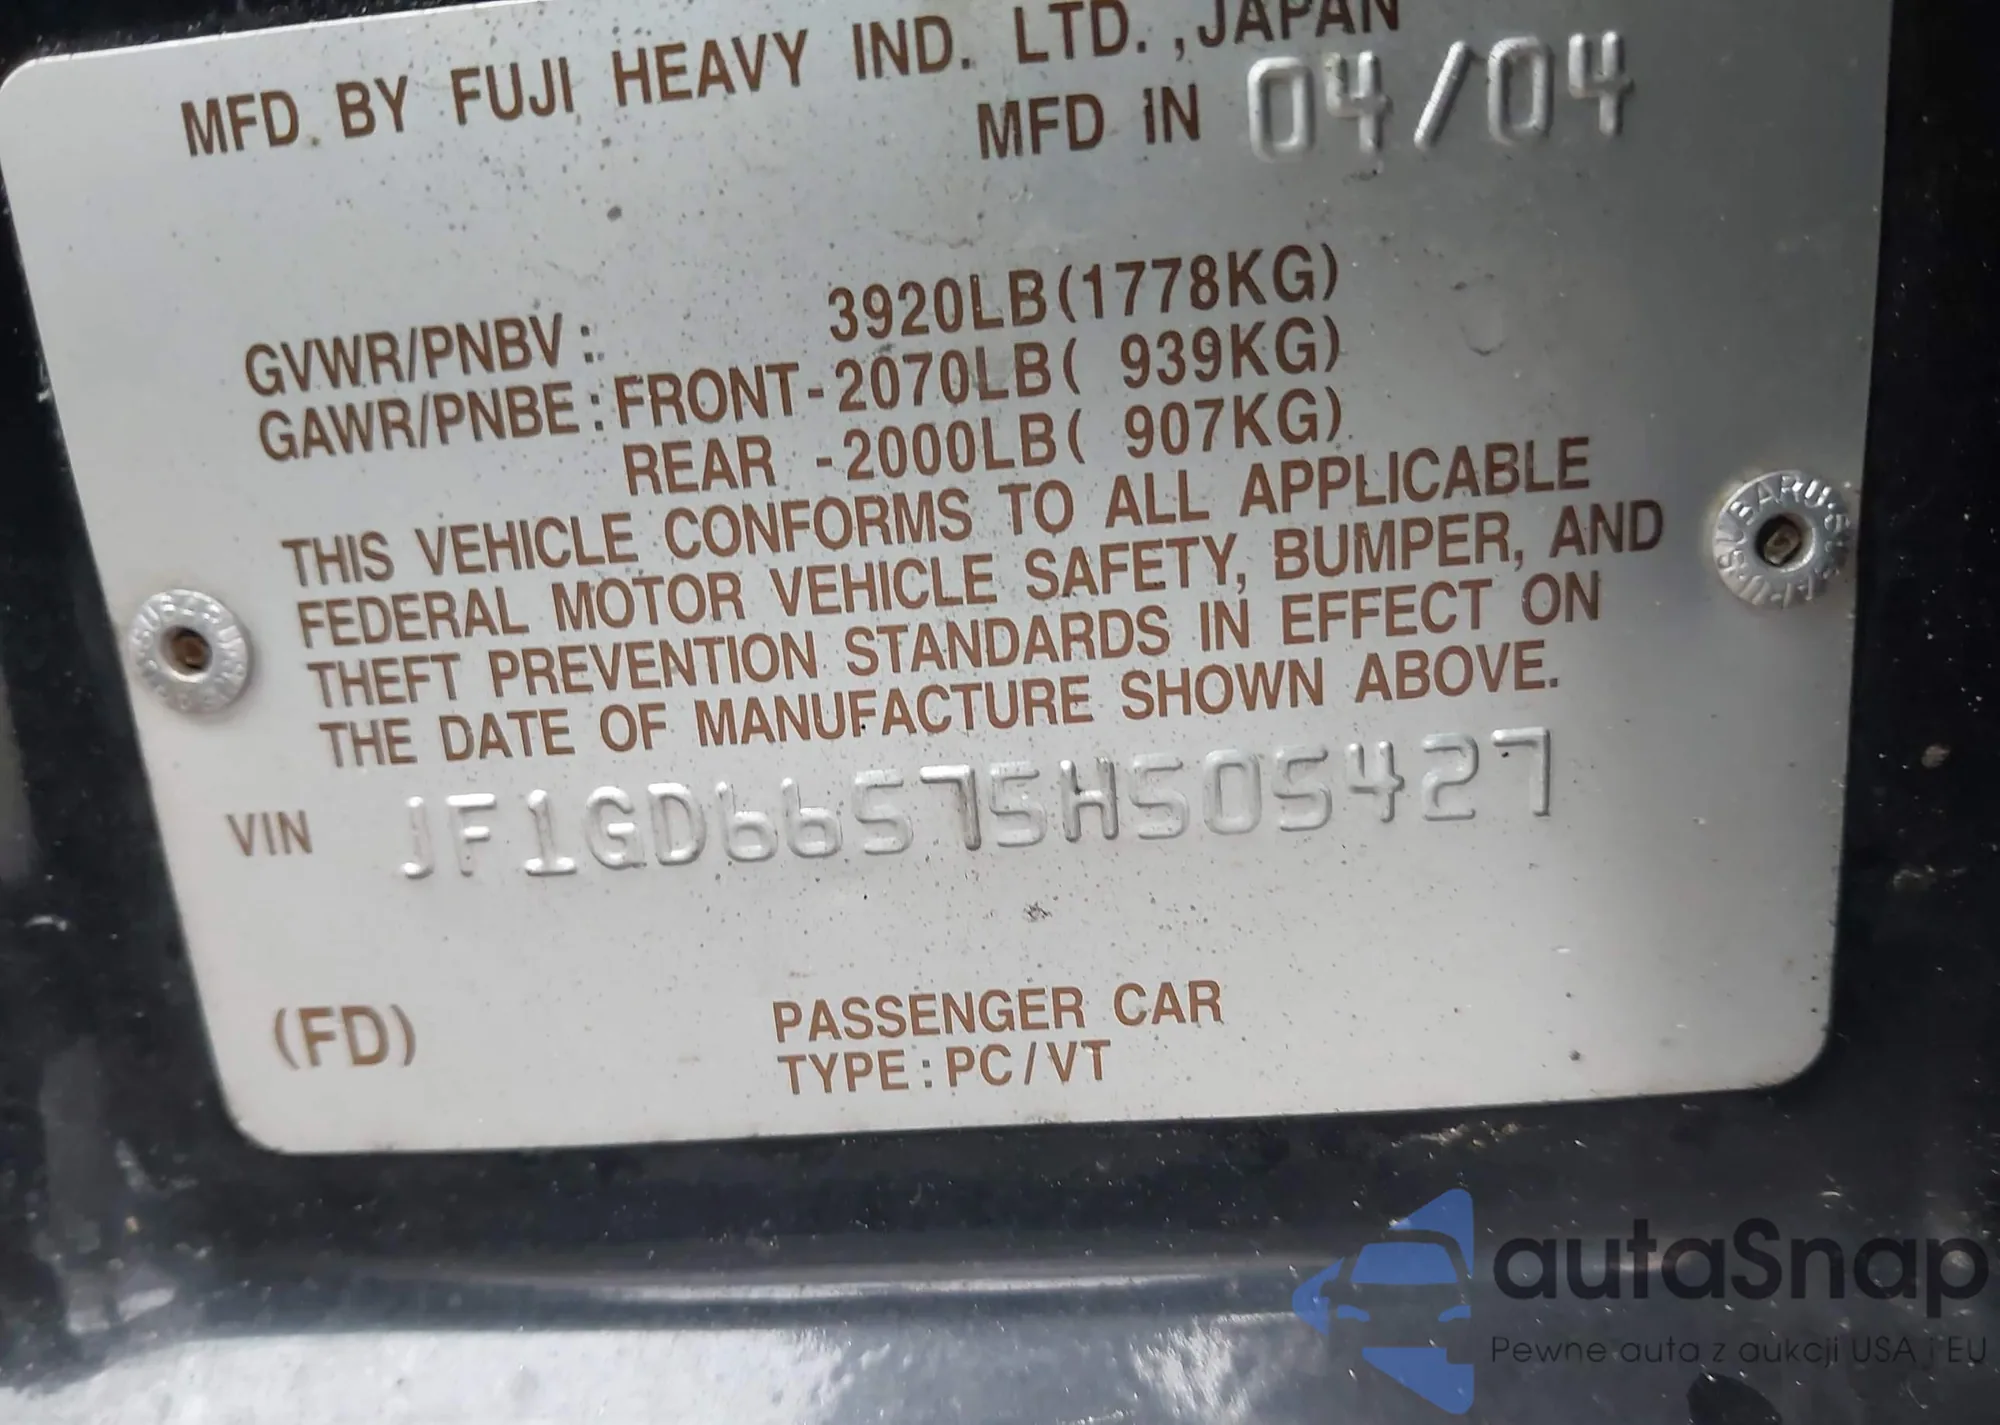 MFD BY FUJI HEAVY IND. LTD., JAPAN
MFD IN 04/04
GVWR/PNBV: 3920LB(1778KG)
GAWR/PNBE: FRONT-2070LB( 939KG)
REAR -2000LB( 907KG)
THIS VEHICLE CONFORMS TO ALL APPLICABLE
FEDERAL MOTOR VEHICLE SAFETY, BUMPER, AND
THEFT PREVENTION STANDARDS IN EFFECT ON
THE DATE OF MANUFACTURE SHOWN ABOVE.
VIN JF1GD66575H505427
(FD) PASSENGER CAR
TYPE: PC/VT
SUBARU
autaSnap
Pewne auta z aukcji USA i EU